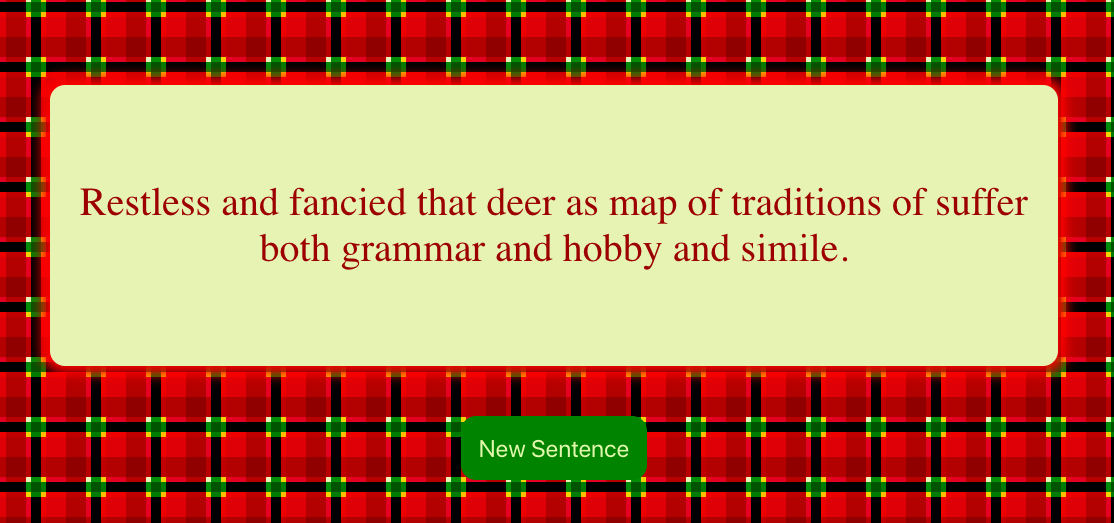 Restless and fancied that deer as map of traditions of suffer
both grammar and hobby and simile.
New Sentence